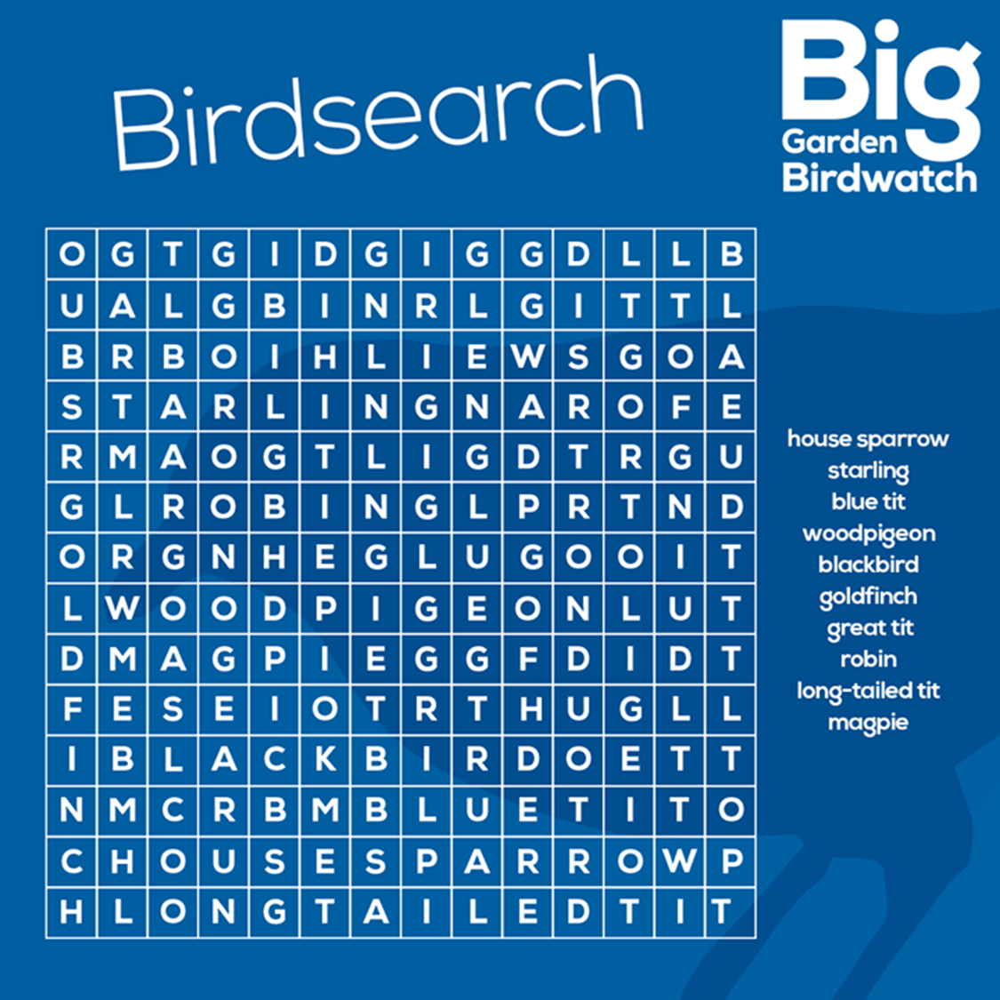 Birdsearch
Big
Garden
Birdwatch
O G T G I D G I G G D L L B
U A L G B I N R L G I T T L
B R B O I H L I E W S G O A
S T A R L I N G N A R O F E
R M A O G T L I G D T R G U
G L R O B I N G L P R T N D
O R G N H E G L U G O O I T
L W O O D P I G E O N L U T
D M A G P I E G G F D I D T
F E S E I O T R T H U G L L
I B L A C K B I R D O E T T
N M C R B M B L U E T I T O
C H O U S E S P A R R O W P
H L O N G T A I L E D T I T
house sparrow
starling
blue tit
woodpigeon
blackbird
goldfinch
great tit
robin
long-tailed tit
magpie